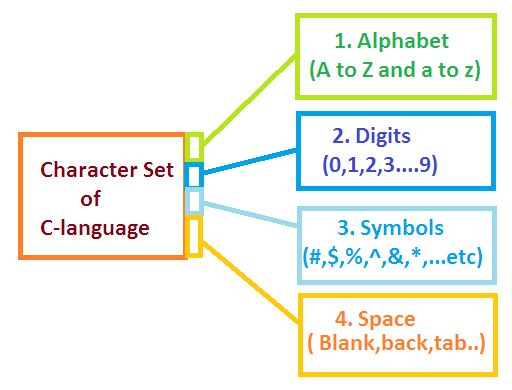 Character Set
of
C-language
1. Alphabet
(A to Z and a to z)
2. Digits
(0,1,2,3....9)
3. Symbols
(#,$,%,^,&,*,...etc)
4. Space
( Blank,back,tab..)